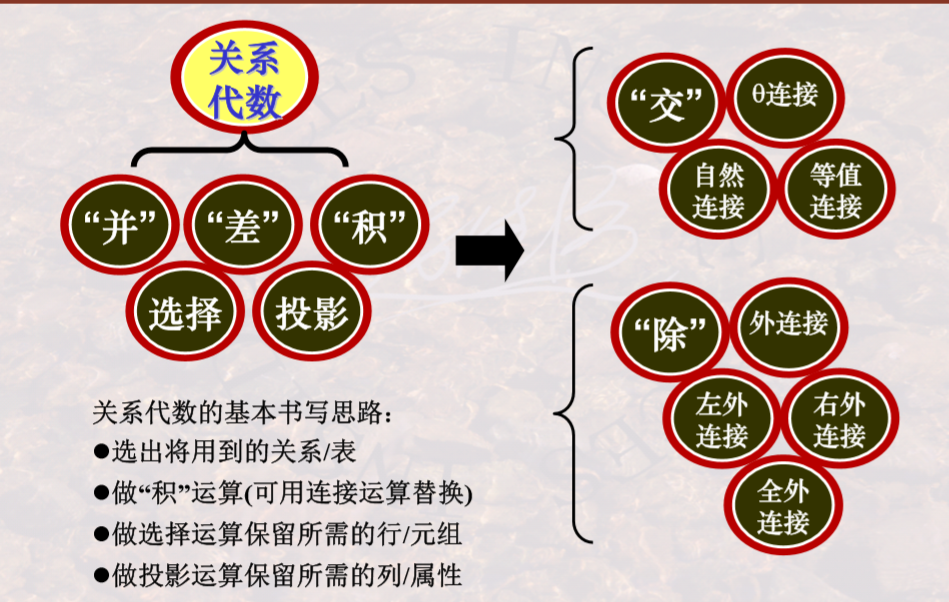 关系
代数
“并”
“差”
“积”
选择
投影
“交”
θ连接
自然
连接
等值
连接
“除”
外连接
左外
连接
右外
连接
全外
连接
关系代数的基本书写思路：
●选出将用到的关系/表
●做“积”运算(可用连接运算替换)
●做选择运算保留所需的行/元组
●做投影运算保留所需的列/属性